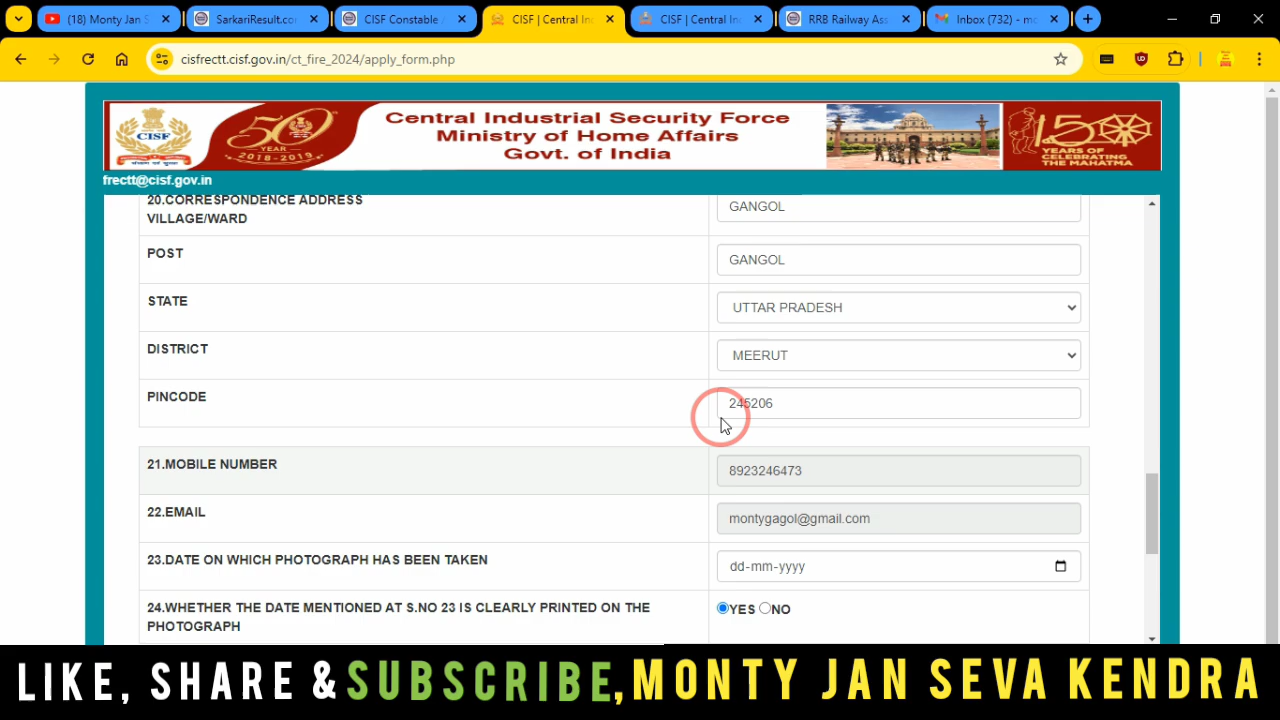 (18) Monty Jan S
SarkariResult.co
CISF Constable
CISF | Central In
CISF | Central In
RRB Railway Ass
Inbox (732) - mo
cisfrectt.cisf.gov.in/ct_fire_2024/apply_form.php
CISF
50
YEAR
2018-2019
Central Industrial Security Force
Ministry of Home Affairs
Govt. of India
150
YEARS OF
CELEBRATING
THE MAHATMA
frectt@cisf.gov.in
20.CORRESPONDENCE ADDRESS
VILLAGE/WARD
GANGOL
POST
GANGOL
STATE
UTTAR PRADESH
DISTRICT
MEERUT
PINCODE
245206
21.MOBILE NUMBER
8923246473
22.EMAIL
montygagol@gmail.com
23.DATE ON WHICH PHOTOGRAPH HAS BEEN TAKEN
dd-mm-yyyy
24.WHETHER THE DATE MENTIONED AT S.NO 23 IS CLEARLY PRINTED ON THE
PHOTOGRAPH
YES NO
LIKE, SHARE & SUBSCRIBE, MONTY JAN SEVA KENDRA